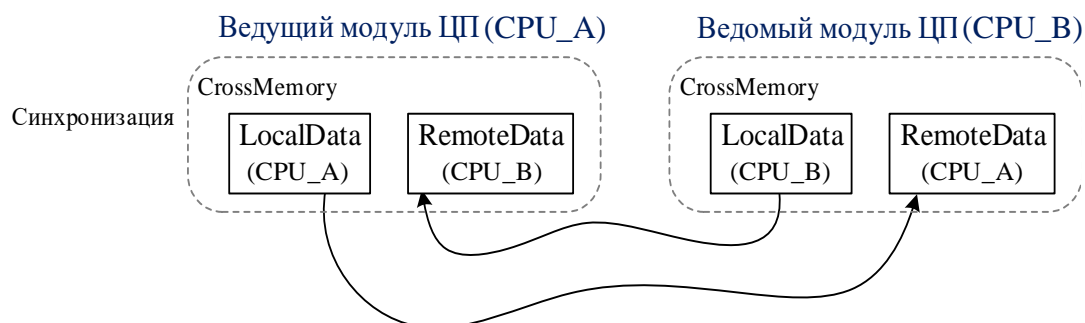 Ведущий модуль ЦП (CPU_A)
Ведомый модуль ЦП (CPU_B)
Синхронизация
CrossMemory
LocalData
(CPU_A)
RemoteData
(CPU_B)
CrossMemory
LocalData
(CPU_B)
RemoteData
(CPU_A)